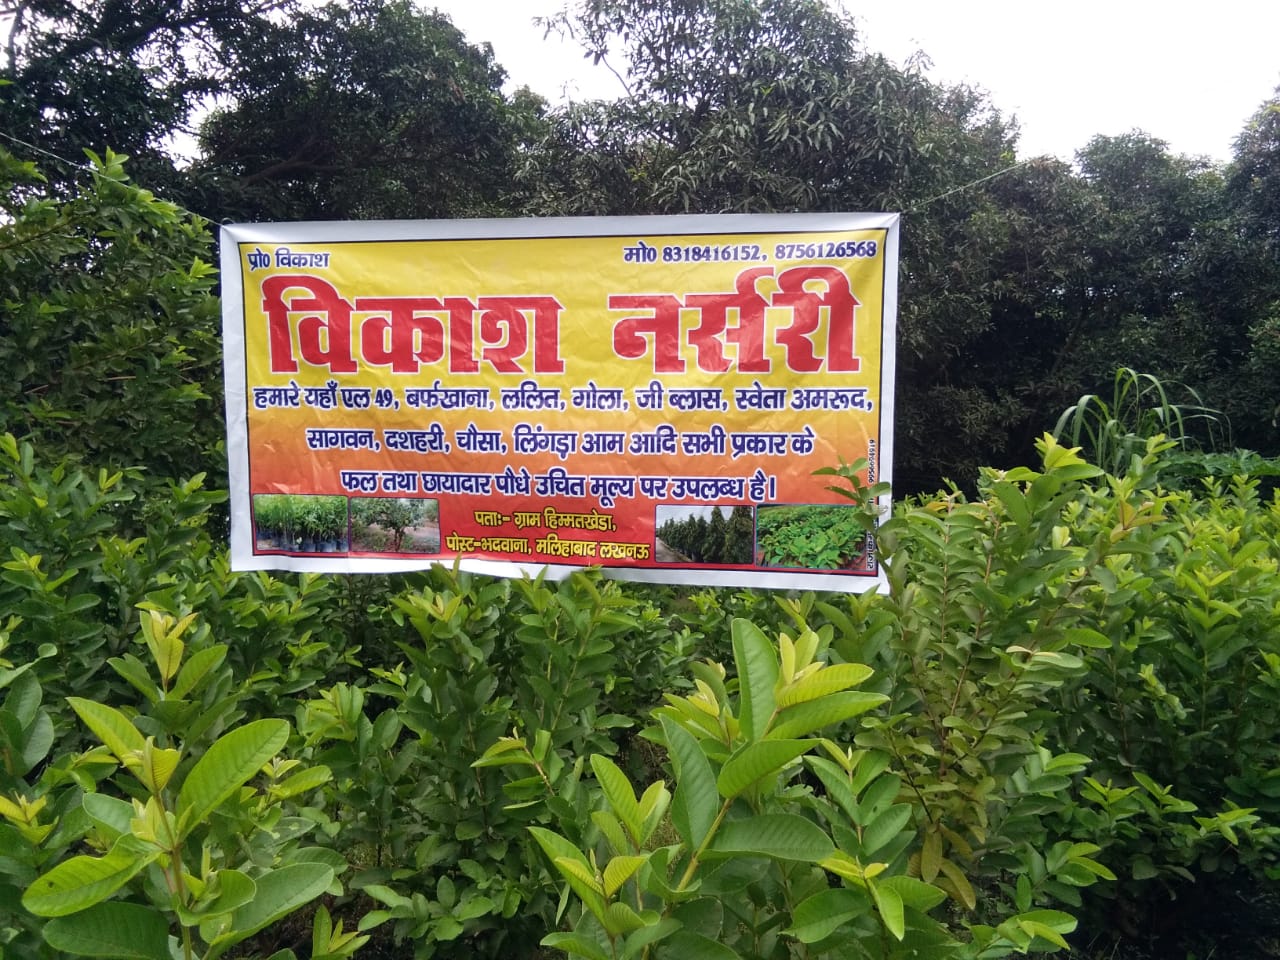 प्रो0 विकाश
मो0 8318416152, 8756126568
विकाश नर्सरी
हमारे यहाँ एल 49, बर्फखाना, ललित, गोला, जी ब्लास, स्वेता अमरूद,
सागवन, दशहरी, चौसा, लिंगड़ा आम आदि सभी प्रकार के
फल तथा छायादार पौधे उचित मूल्य पर उपलब्ध है।
पताः- ग्राम हिम्मतखेडा,
पोस्ट-भदवाना, मलिहाबाद लखनऊ